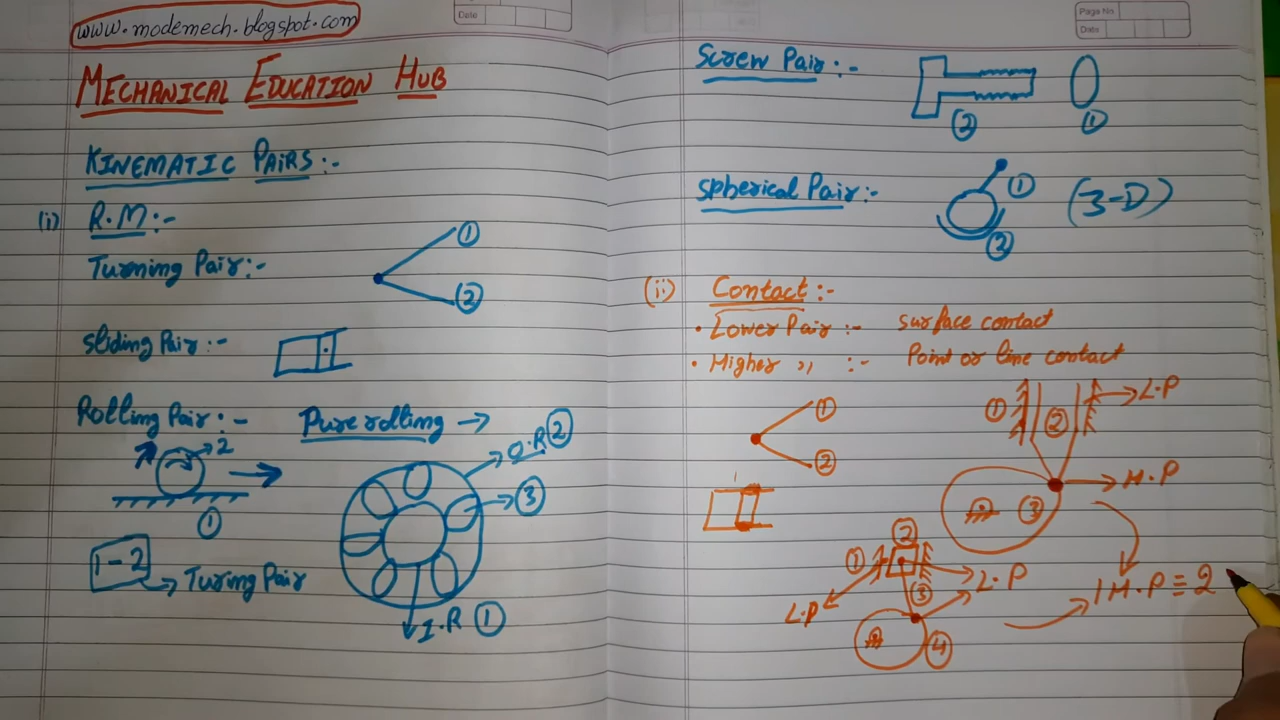 www.modemech.blogspot.com
MECHANICAL EDUCATION HUB
KINEMATIC PAIRS:-
(i) R.M:-
Turning Pair:-
1
2
Sliding Pair:-
Rolling Pair:- Pure rolling →
2
1
O.R 2
3
I.R 1
1-2
Turing Pair
Date
Page No
Date
Screw Pair:-
2
1
Spherical Pair:-
1
2
(3-D)
(ii) Contact:-
• Lower Pair:- surface contact
• Higher ,, :- Point or line contact
1
2
1
2
L.P
H.P
3
2
1
L.P
L.P
3
4
1 H.P ≡ 2